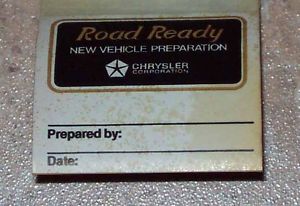 Road Ready
NEW VEHICLE PREPARATION
CHRYSLER
CORPORATION
Prepared by:
Date: